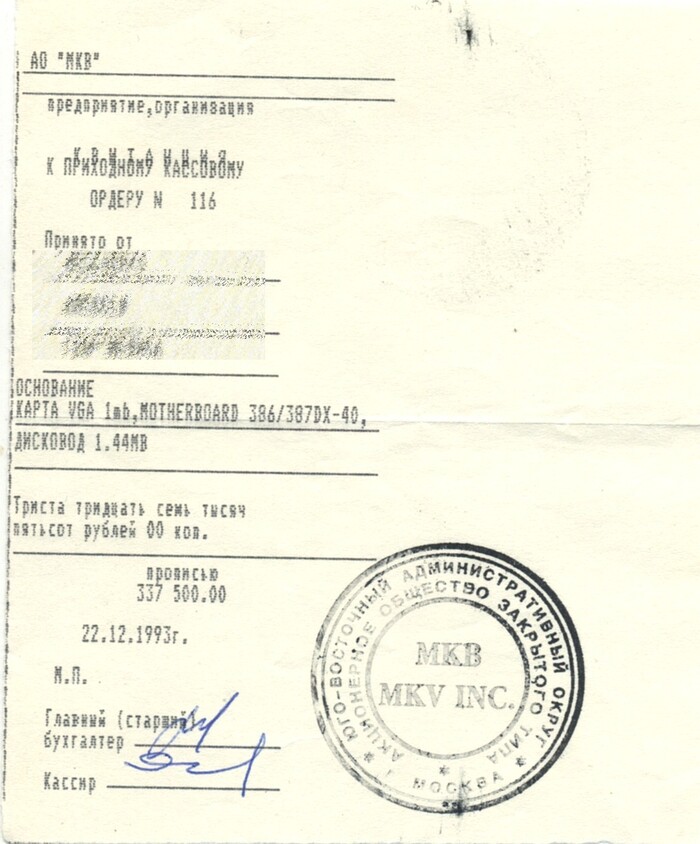 АО "МКВ"
предприятие,организация
КВИТАНЦИЯ
К ПРИХОДНОМУ КАССОВОМУ
ОРДЕРУ N 116
Принято от
ОСНОВАНИЕ
КАРТА VGA 1mb,MOTHERBOARD 386/387DX-40,
ДИСКОВОД 1.44MB
Триста тридцать семь тысяч
пятьсот рублей 00 коп.
прописью
337 500.00
22.12.1993г.
М.П.
Главный (старший)
бухгалтер
Кассир
ЮГО-ВОСТОЧНЫЙ АДМИНИСТРАТИВНЫЙ ОКРУГ
АКЦИОНЕРНОЕ ОБЩЕСТВО ЗАКРЫТОГО ТИПА
МКВ
MKV INC.
Г. МОСКВА